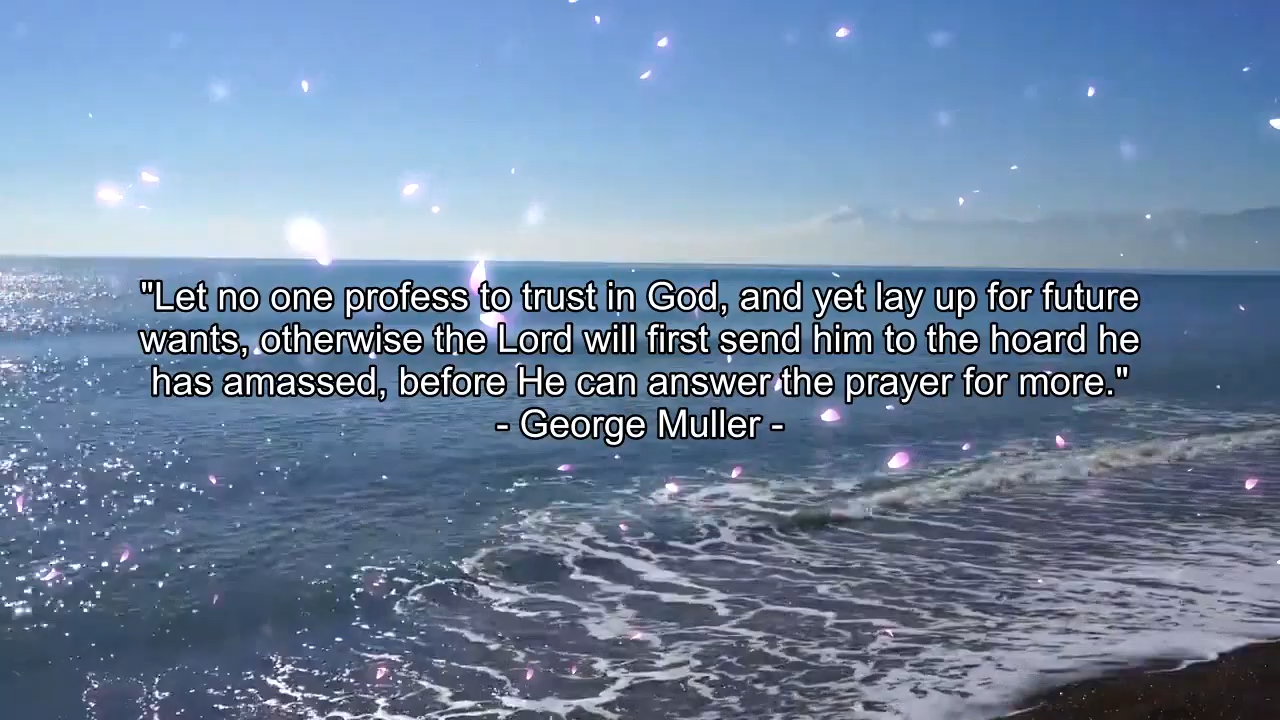 "Let no one profess to trust in God, and yet lay up for future
wants, otherwise the Lord will first send him to the hoard he
has amassed, before He can answer the prayer for more."
- George Muller -